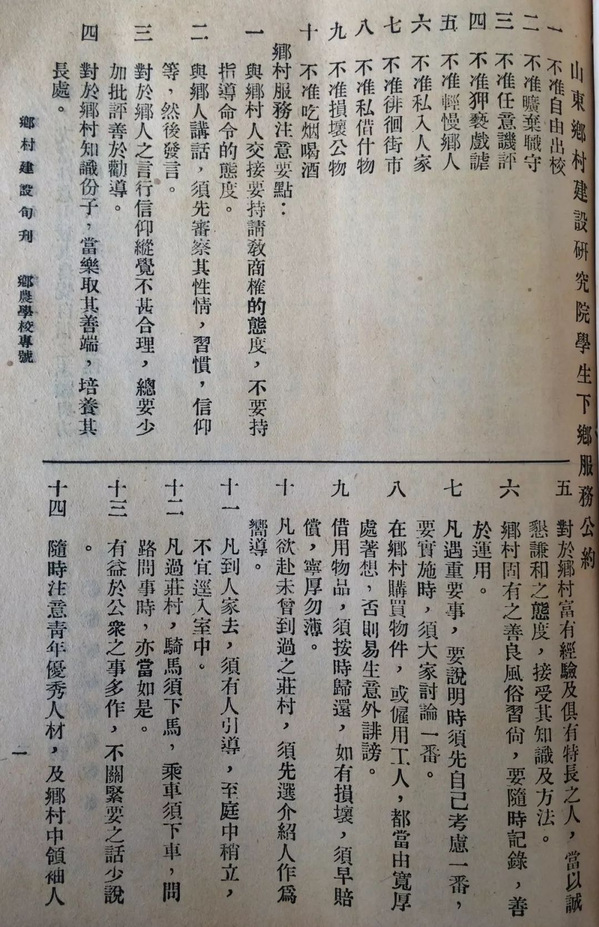 山東鄉村建設研究院學生下鄉服務公約
一　不准自由出校
二　不准曠棄職守
三　不准任意譏評
四　不准狎褻戲謔
五　不准輕慢鄉人
六　不准私入人家
七　不准徘徊街市
八　不准私借什物
九　不准損壞公物
十　不准吃烟喝酒
鄉村服務注意要點：
一　與鄉村人交接要持請教商榷的態度，不要持
指導命令的態度。
二　與鄉人講話，須先審察其性情，習慣，信仰
等，然後發言。
三　對於鄉人之言行信仰縱覺不甚合理，總要少
加批評善於勸導。
四　對於鄉村知識份子，當樂取其善端，培養其
長處。
五　對於鄉村富有經驗及俱有特長之人，當以誠
懇謙和之態度，接受其知識及方法。
六　鄉村固有之善良風俗習尙，要隨時記錄，善
於運用。
七　凡遇重要事，要說明時須先自己考慮一番，
要實施時，須大家討論一番。
八　在鄉村購買物件，或僱用工人，都當由寬厚
處著想，否則易生意外誹謗。
九　借用物品，須按時歸還，如有損壞，須早賠
償，寧厚勿薄。
十　凡欲赴未曾到過之莊村，須先選介紹人作爲
嚮導。
十一　凡到人家去，須有人引導，至庭中稍立，
不宜逕入室中。
十二　凡過莊村，騎馬須下馬，乘車須下車，問
路問事時，亦當如是。
十三　有益於公衆之事多作，不關緊要之話少說
。
十四　隨時注意青年優秀人材，及鄉村中領袖人
鄉村建設旬刊　鄉農學校專號
一